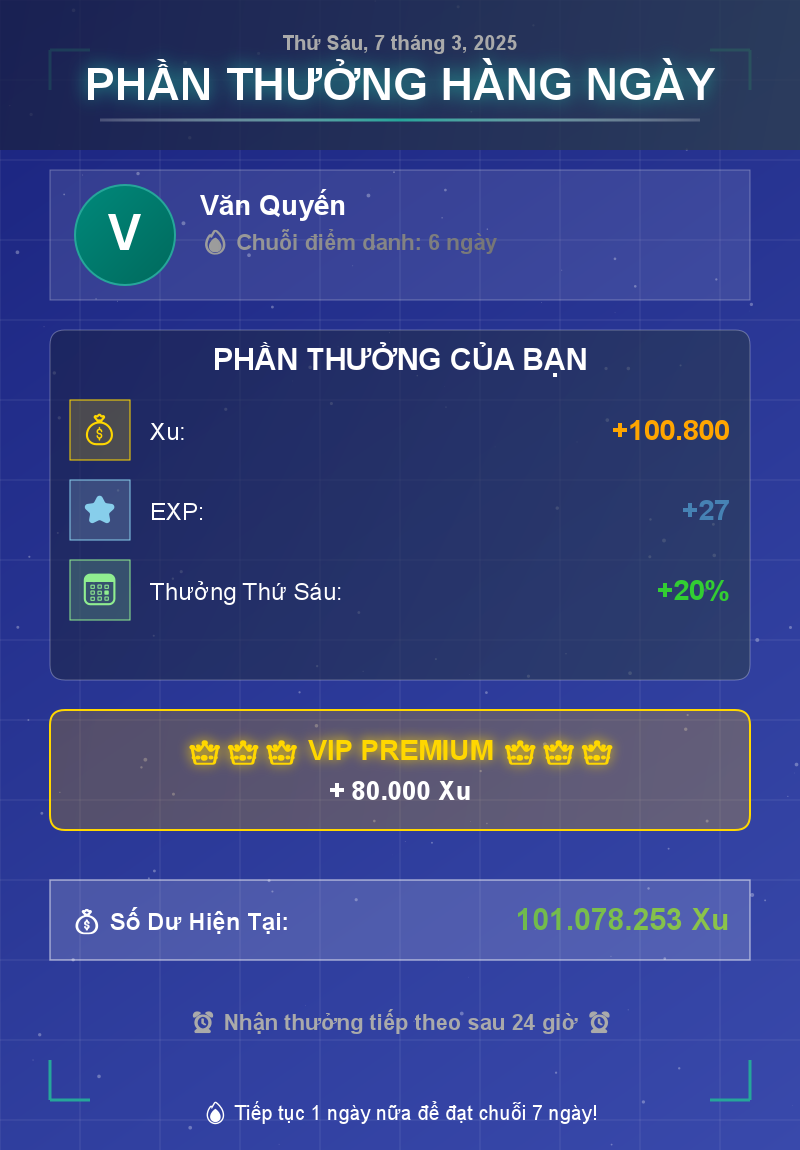 Thứ Sáu, 7 tháng 3, 2025
PHẦN THƯỞNG HÀNG NGÀY
V
Văn Quyến
Chuỗi điểm danh: 6 ngày
PHẦN THƯỞNG CỦA BẠN
Xu: +100.800
EXP: +27
Thưởng Thứ Sáu: +20%
VIP PREMIUM
+ 80.000 Xu
Số Dư Hiện Tại: 101.078.253 Xu
Nhận thưởng tiếp theo sau 24 giờ
Tiếp tục 1 ngày nữa để đạt chuỗi 7 ngày!